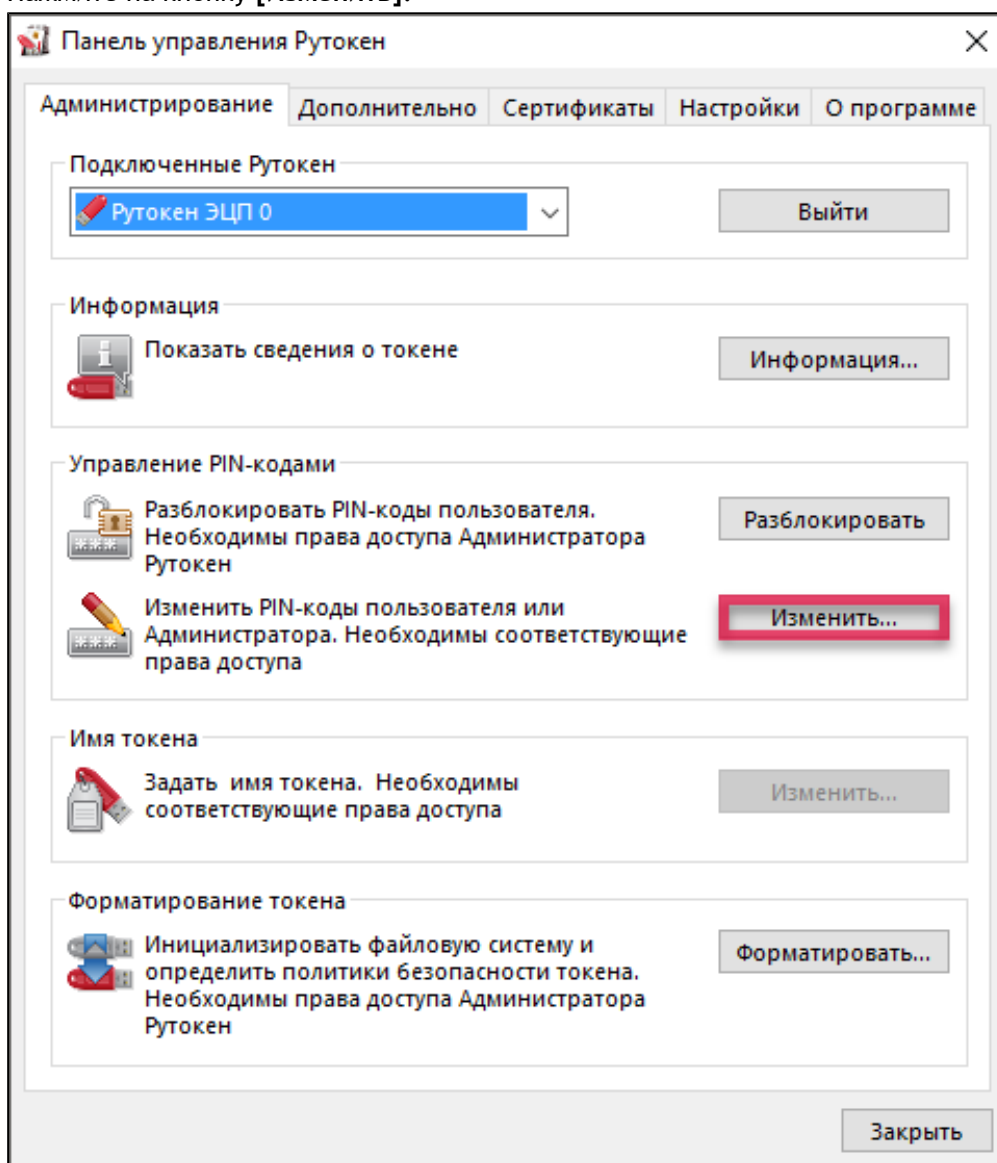 Панель управления Рутокен
Администрирование Дополнительно Сертификаты Настройки О программе
Подключенные Рутокен
Рутокен ЭЦП 0
Выйти
Информация
Показать сведения о токене
Информация...
Управление PIN-кодами
Разблокировать PIN-коды пользователя.
Необходимы права доступа Администратора
Рутокен
Разблокировать
Изменить PIN-коды пользователя или
Администратора. Необходимы соответствующие
права доступа
Изменить...
Имя токена
Задать имя токена. Необходимы
соответствующие права доступа
Изменить...
Форматирование токена
Инициализировать файловую систему и
определить политики безопасности токена.
Необходимы права доступа Администратора
Рутокен
Форматировать...
Закрыть